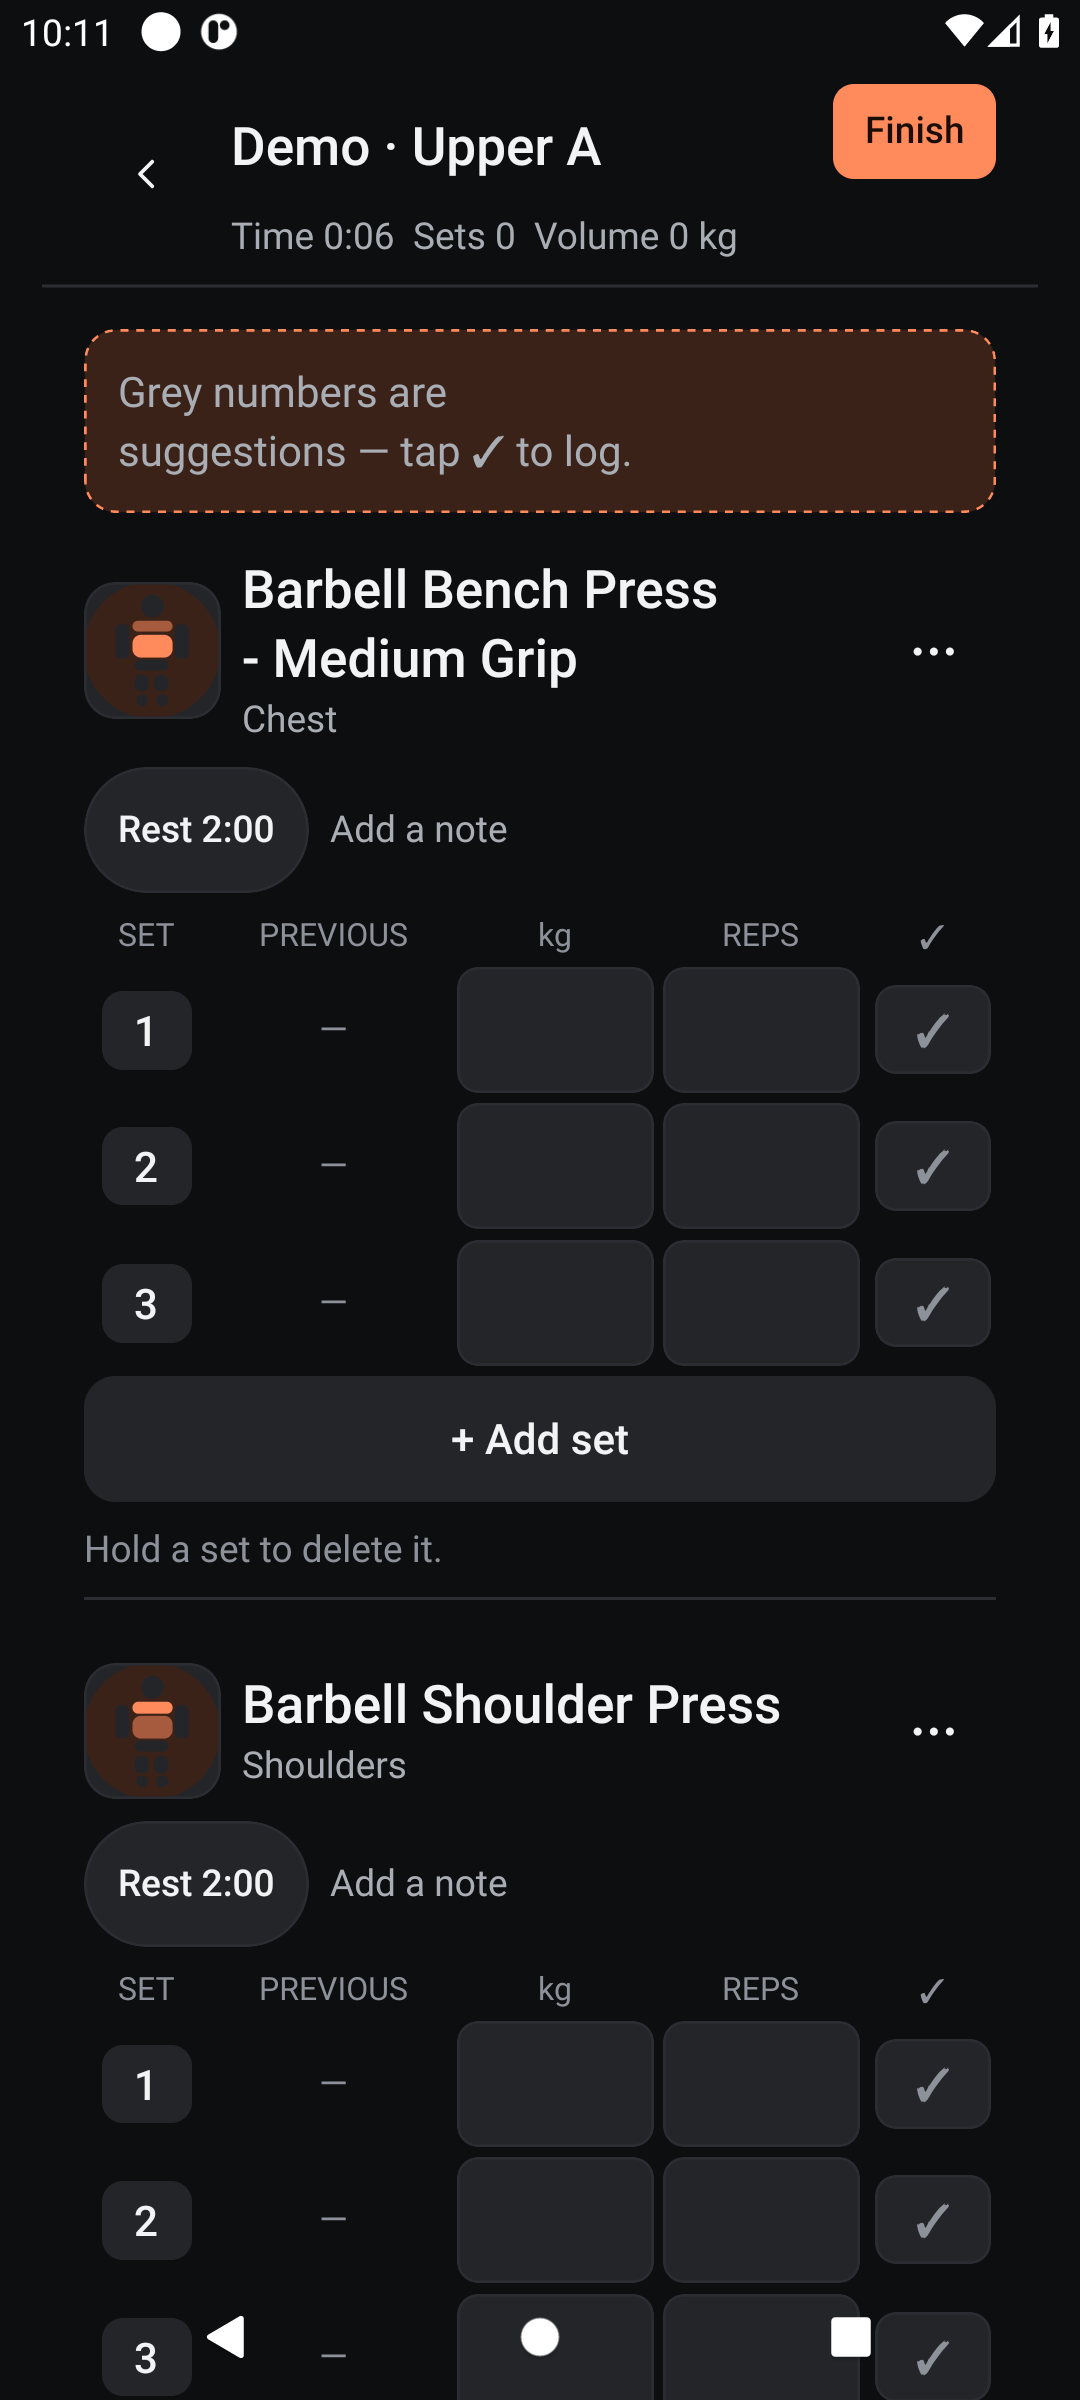 10:11
Demo · Upper A
Finish
Time 0:06 Sets 0 Volume 0 kg
Grey numbers are
suggestions — tap ✓ to log.
Barbell Bench Press
- Medium Grip
Chest
Rest 2:00 Add a note
SET PREVIOUS kg REPS ✓
1 — ✓
2 — ✓
3 — ✓
+ Add set
Hold a set to delete it.
Barbell Shoulder Press
Shoulders
Rest 2:00 Add a note
SET PREVIOUS kg REPS ✓
1 — ✓
2 — ✓
3 — ✓